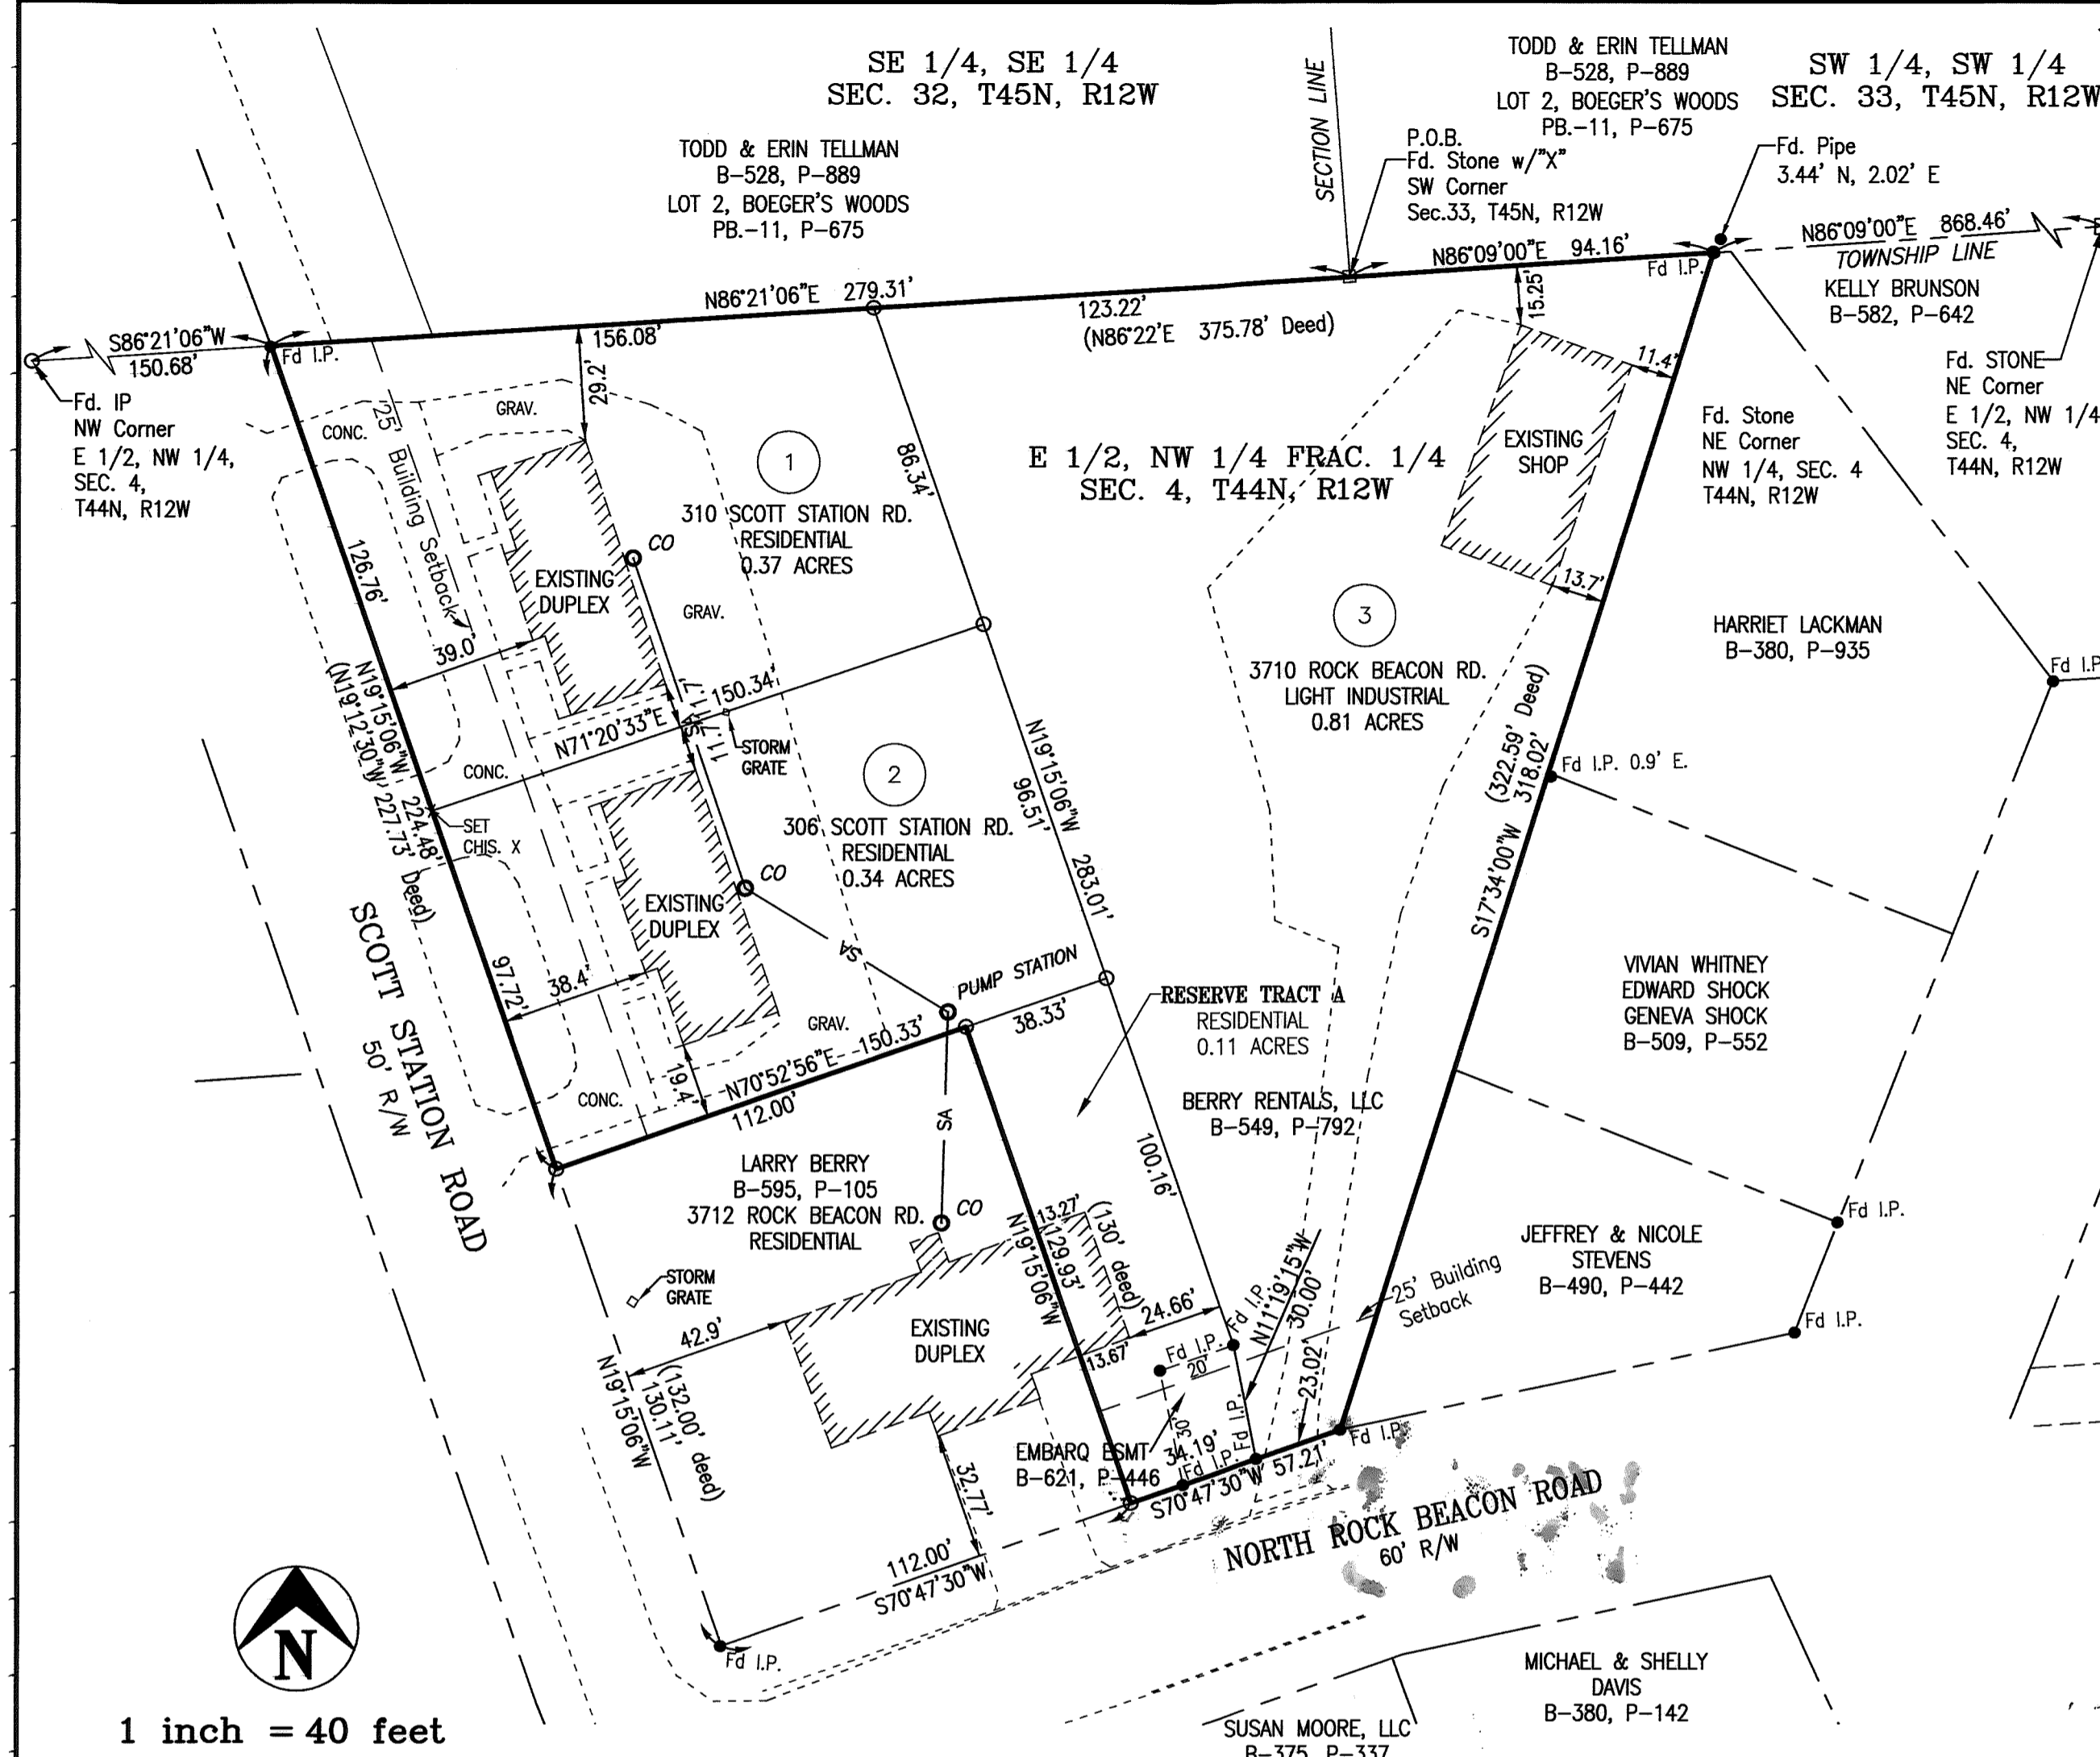 SE 1/4, SE 1/4
SEC. 32, T45N, R12W
TODD & ERIN TELLMAN
B-528, P-889
LOT 2, BOEGER'S WOODS
PB.-11, P-675
SECTION LINE
TODD & ERIN TELLMAN
B-528, P-889
LOT 2, BOEGER'S WOODS
PB.-11, P-675
SW 1/4, SW 1/4
SEC. 33, T45N, R12W
P.O.B.
Fd. Stone w/"X"
SW Corner
Sec.33, T45N, R12W
Fd. Pipe
3.44' N, 2.02' E
N86°09'00"E 868.46'
TOWNSHIP LINE
KELLY BRUNSON
B-582, P-642
N86°09'00"E 94.16'
Fd I.P.
15.25'
N86°21'06"E 279.31'
156.08'
123.22'
(N86°22'E 375.78' Deed)
S86°21'06"W
150.68'
Fd I.P.
Fd. IP
NW Corner
E 1/2, NW 1/4,
SEC. 4,
T44N, R12W
29.2'
GRAV.
CONC.
25' Building Setback
11.4'
Fd. STONE
NE Corner
E 1/2, NW 1/4
SEC. 4,
T44N, R12W
Fd. Stone
NE Corner
NW 1/4, SEC. 4
T44N, R12W
EXISTING
SHOP
E 1/2, NW 1/4 FRAC. 1/4
SEC. 4, T44N, R12W
1
310 SCOTT STATION RD.
RESIDENTIAL
0.37 ACRES
86.34'
CO
EXISTING
DUPLEX
GRAV.
126.76'
39.0'
13.7'
3
3710 ROCK BEACON RD.
LIGHT INDUSTRIAL
0.81 ACRES
HARRIET LACKMAN
B-380, P-935
Fd I.P.
N19°15'06"W 224.48'
(N19°12'30"W 227.73' Deed)
150.34'
N71°20'33"E
11.7'
SA
11.7'
STORM
GRATE
CONC.
SET
CHIS. X
2
306 SCOTT STATION RD.
RESIDENTIAL
0.34 ACRES
N19°15'06"W 283.01'
96.51'
(322.59' Deed)
S17°34'00"W 318.02'
Fd I.P. 0.9' E.
CO
EXISTING
DUPLEX
SA
97.72'
38.4'
SCOTT STATION ROAD
50' R/W
PUMP STATION
38.33'
GRAV.
N70°52'56"E 150.33'
112.00'
19.4'
CONC.
RESERVE TRACT A
RESIDENTIAL
0.11 ACRES
BERRY RENTALS, LLC
B-549, P-792
VIVIAN WHITNEY
EDWARD SHOCK
GENEVA SHOCK
B-509, P-552
SA
LARRY BERRY
B-595, P-105
3712 ROCK BEACON RD.
RESIDENTIAL
CO
100.16'
13.27'
N19°15'06"W
129.93'
(130' deed)
Fd I.P.
JEFFREY & NICOLE
STEVENS
B-490, P-442
Fd I.P.
STORM
GRATE
42.9'
EXISTING
DUPLEX
24.66'
13.67'
Fd I.P.
Fd I.P.
N11°19'15"W
30.00'
25' Building
Setback
20'
30'
23.02'
Fd I.P.
N19°15'06"W
130.11'
(132.00' deed)
32.77'
EMBARQ ESMT
B-621, P-446
34.19'
Fd I.P.
S70°47'30"W 57.21'
Fd I.P.
NORTH ROCK BEACON ROAD
60' R/W
112.00'
S70°47'30"W
Fd I.P.
N
1 inch = 40 feet
MICHAEL & SHELLY
DAVIS
B-380, P-142
SUSAN MOORE, LLC
B-375, P-337